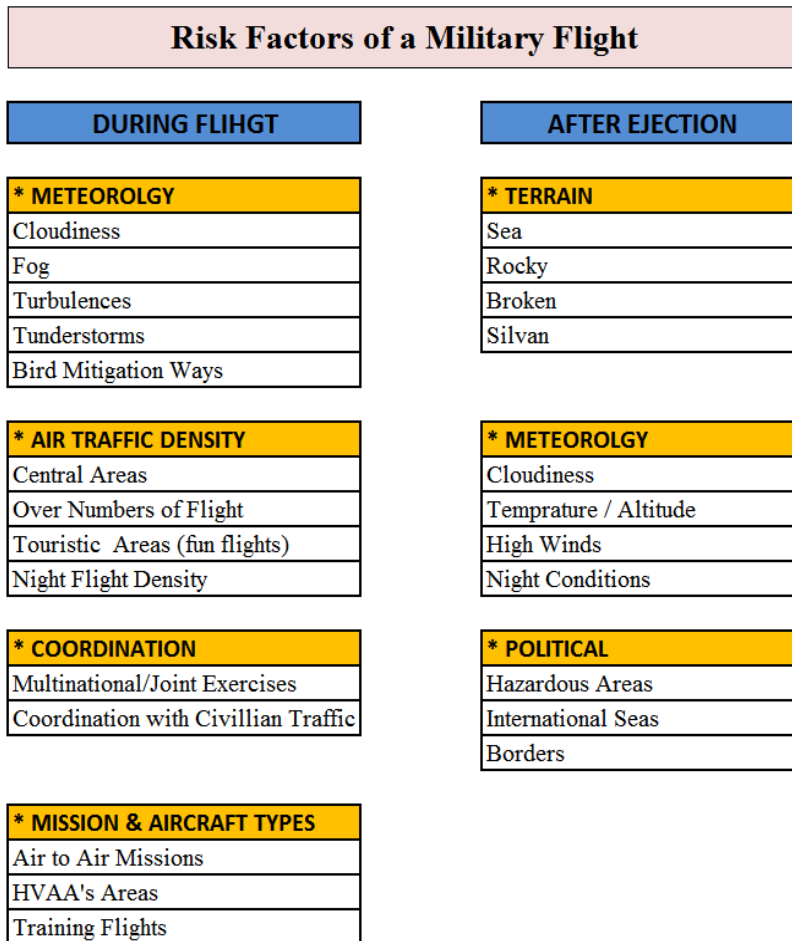 Risk Factors of a Military Flight
DURING FLIHGT
* METEOROLGY
Cloudiness
Fog
Turbulences
Tunderstorms
Bird Mitigation Ways
* AIR TRAFFIC DENSITY
Central Areas
Over Numbers of Flight
Touristic Areas (fun flights)
Night Flight Density
* COORDINATION
Multinational/Joint Exercises
Coordination with Civillian Traffic
* MISSION & AIRCRAFT TYPES
Air to Air Missions
HVAA's Areas
Training Flights
AFTER EJECTION
* TERRAIN
Sea
Rocky
Broken
Silvan
* METEOROLGY
Cloudiness
Temprature / Altitude
High Winds
Night Conditions
* POLITICAL
Hazardous Areas
International Seas
Borders